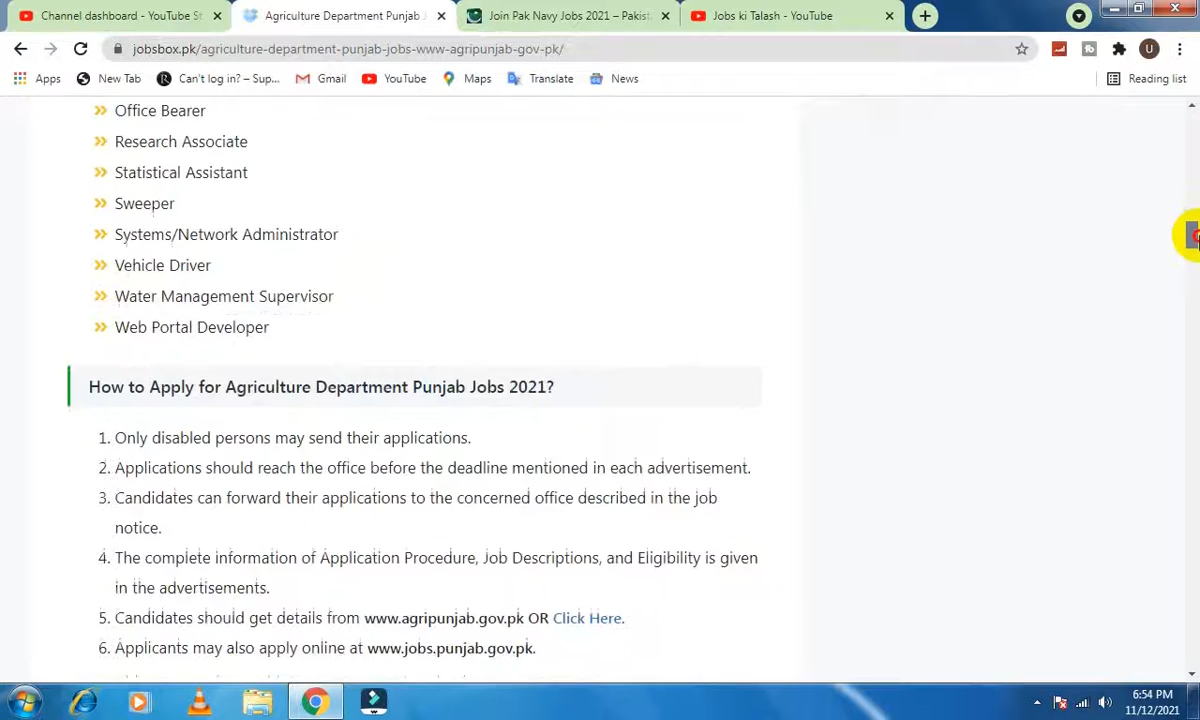 Channel dashboard - YouTube St
Agriculture Department Punjab J
Join Pak Navy Jobs 2021 – Pakist
Jobs ki Talash - YouTube
jobsbox.pk/agriculture-department-punjab-jobs-www-agripunjab-gov-pk/
U
Apps
New Tab
Can't log in? – Sup...
Gmail
YouTube
Maps
Translate
News
Reading list
Office Bearer
Research Associate
Statistical Assistant
Sweeper
Systems/Network Administrator
Vehicle Driver
Water Management Supervisor
Web Portal Developer
How to Apply for Agriculture Department Punjab Jobs 2021?
1. Only disabled persons may send their applications.
2. Applications should reach the office before the deadline mentioned in each advertisement.
3. Candidates can forward their applications to the concerned office described in the job
notice.
4. The complete information of Application Procedure, Job Descriptions, and Eligibility is given
in the advertisements.
5. Candidates should get details from www.agripunjab.gov.pk OR Click Here.
6. Applicants may also apply online at www.jobs.punjab.gov.pk.
6:54 PM
11/12/2021